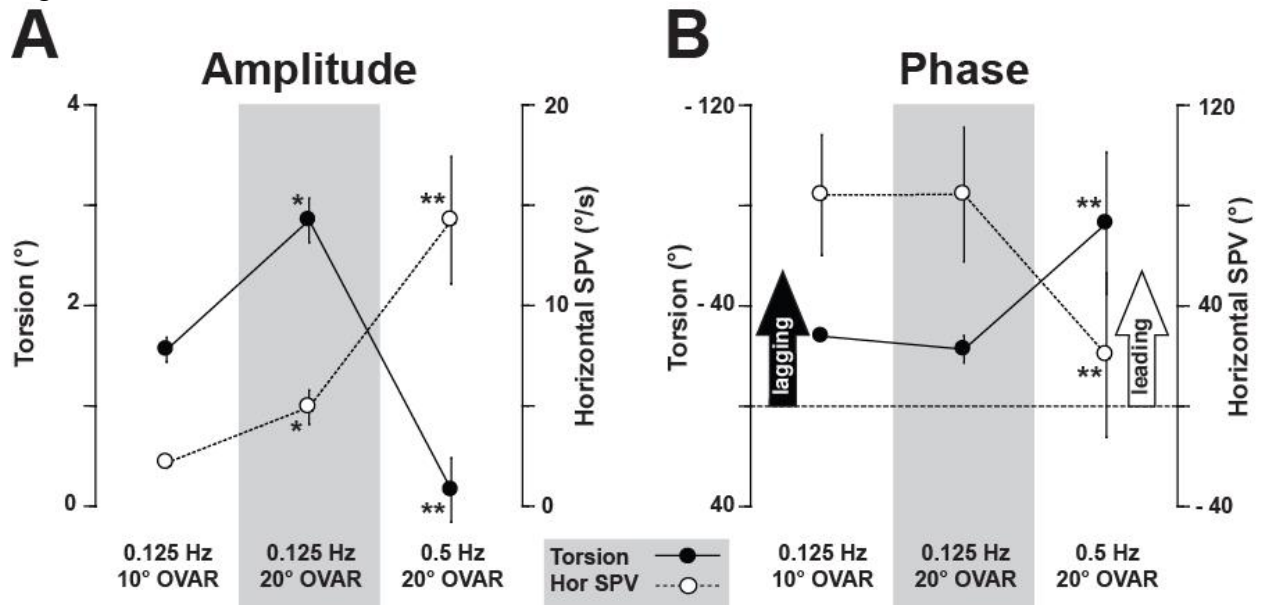 A
Amplitude
Torsion (°)
4
2
0
20
10
0
Horizontal SPV (°/s)
*
*
**
**
0.125 Hz
10° OVAR
0.125 Hz
20° OVAR
0.5 Hz
20° OVAR
B
Phase
Torsion (°)
- 120
- 40
40
120
40
- 40
Horizontal SPV (°)
lagging
leading
**
**
0.125 Hz
10° OVAR
0.125 Hz
20° OVAR
0.5 Hz
20° OVAR
Torsion
Hor SPV